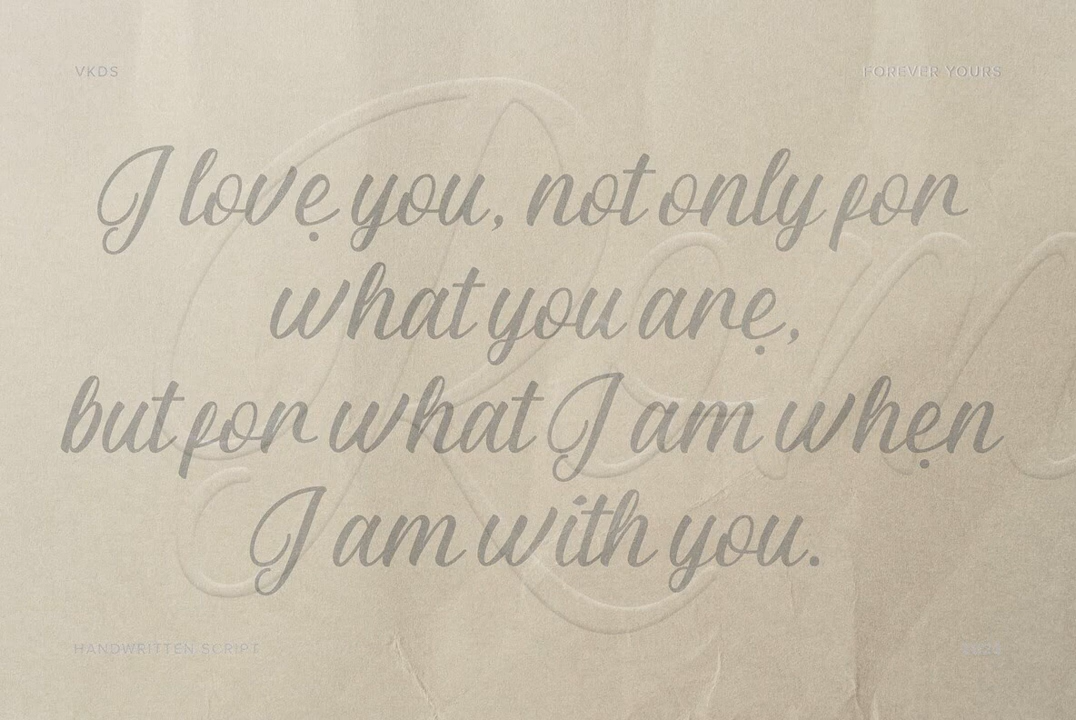 VKDS
FOREVER YOURS
I love you, not only for
what you are,
but for what I am when
I am with you.
HANDWRITTEN SCRIPT